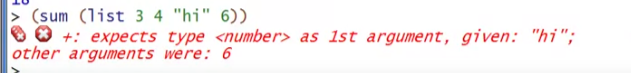 > (sum (list 3 4 "hi" 6))
+: expects type <number> as 1st argument, given: "hi";
other arguments were: 6
>